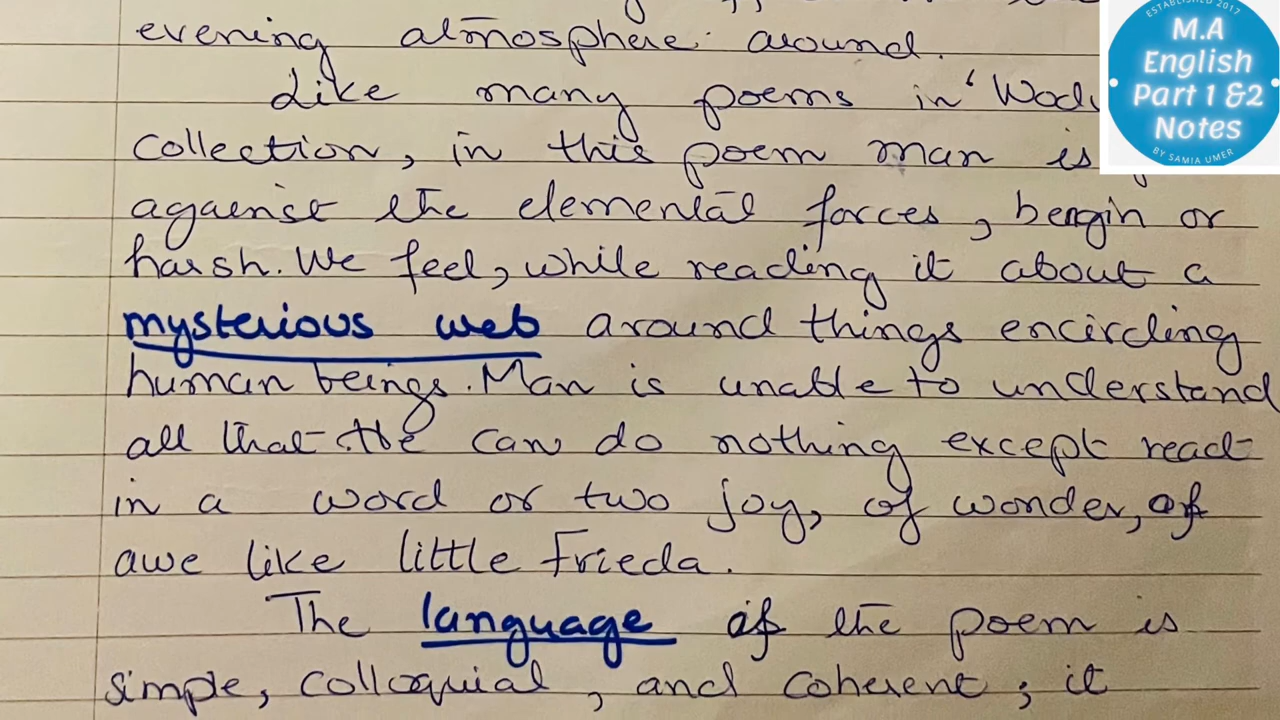 evening atmosphere around.
Like many poems in 'Wod
collection, in this poem man is
against the elemental forces, bengin or
harsh. We feel, while reading it about a
mysterious web around things encircling
human beings. Man is unable to understand
all that the can do nothing except react
in a word or two joy, of wonder, of
awe like little Frieda.
The language of the poem is
simple, colloquial, and coherent; it
ESTABLISHED 2017
M.A
English
Part 1 &2
Notes
BY SAMIA UMER